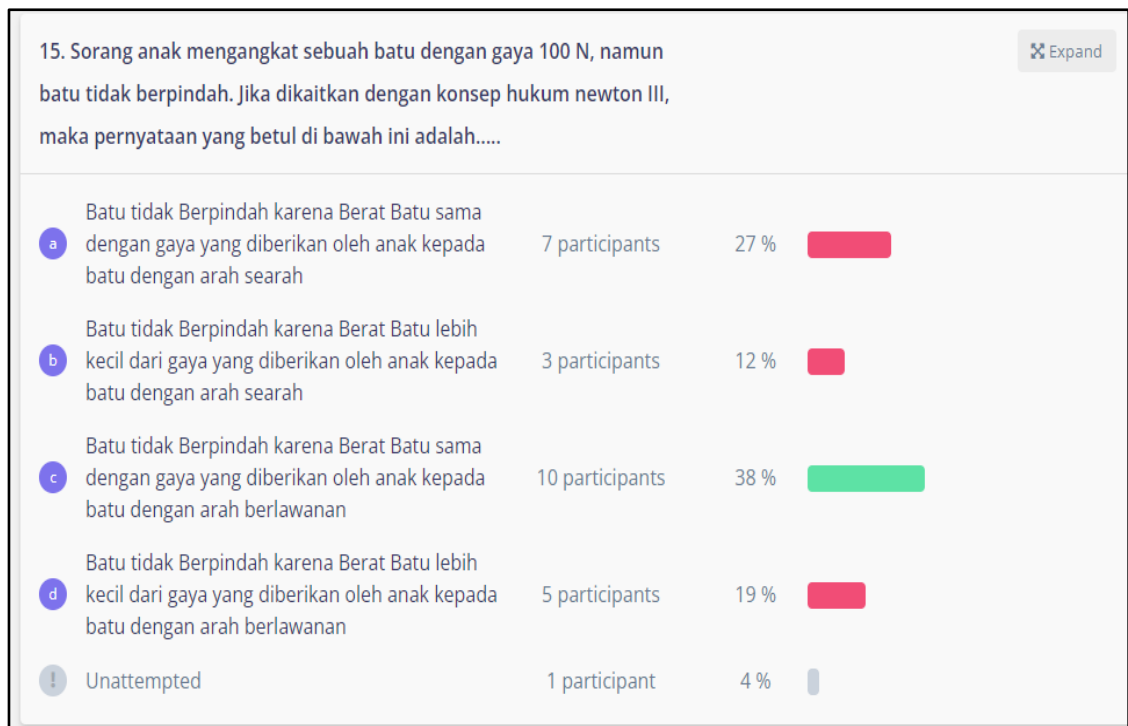 15. Sorang anak mengangkat sebuah batu dengan gaya 100 N, namun
Expand
batu tidak berpindah. Jika dikaitkan dengan konsep hukum newton III,
maka pernyataan yang betul di bawah ini adalah.....
Batu tidak Berpindah karena Berat Batu sama
a dengan gaya yang diberikan oleh anak kepada 7 participants 27 %
batu dengan arah searah
Batu tidak Berpindah karena Berat Batu lebih
b kecil dari gaya yang diberikan oleh anak kepada 3 participants 12 %
batu dengan arah searah
Batu tidak Berpindah karena Berat Batu sama
c dengan gaya yang diberikan oleh anak kepada 10 participants 38 %
batu dengan arah berlawanan
Batu tidak Berpindah karena Berat Batu lebih
d kecil dari gaya yang diberikan oleh anak kepada 5 participants 19 %
batu dengan arah berlawanan
! Unattempted 1 participant 4 %